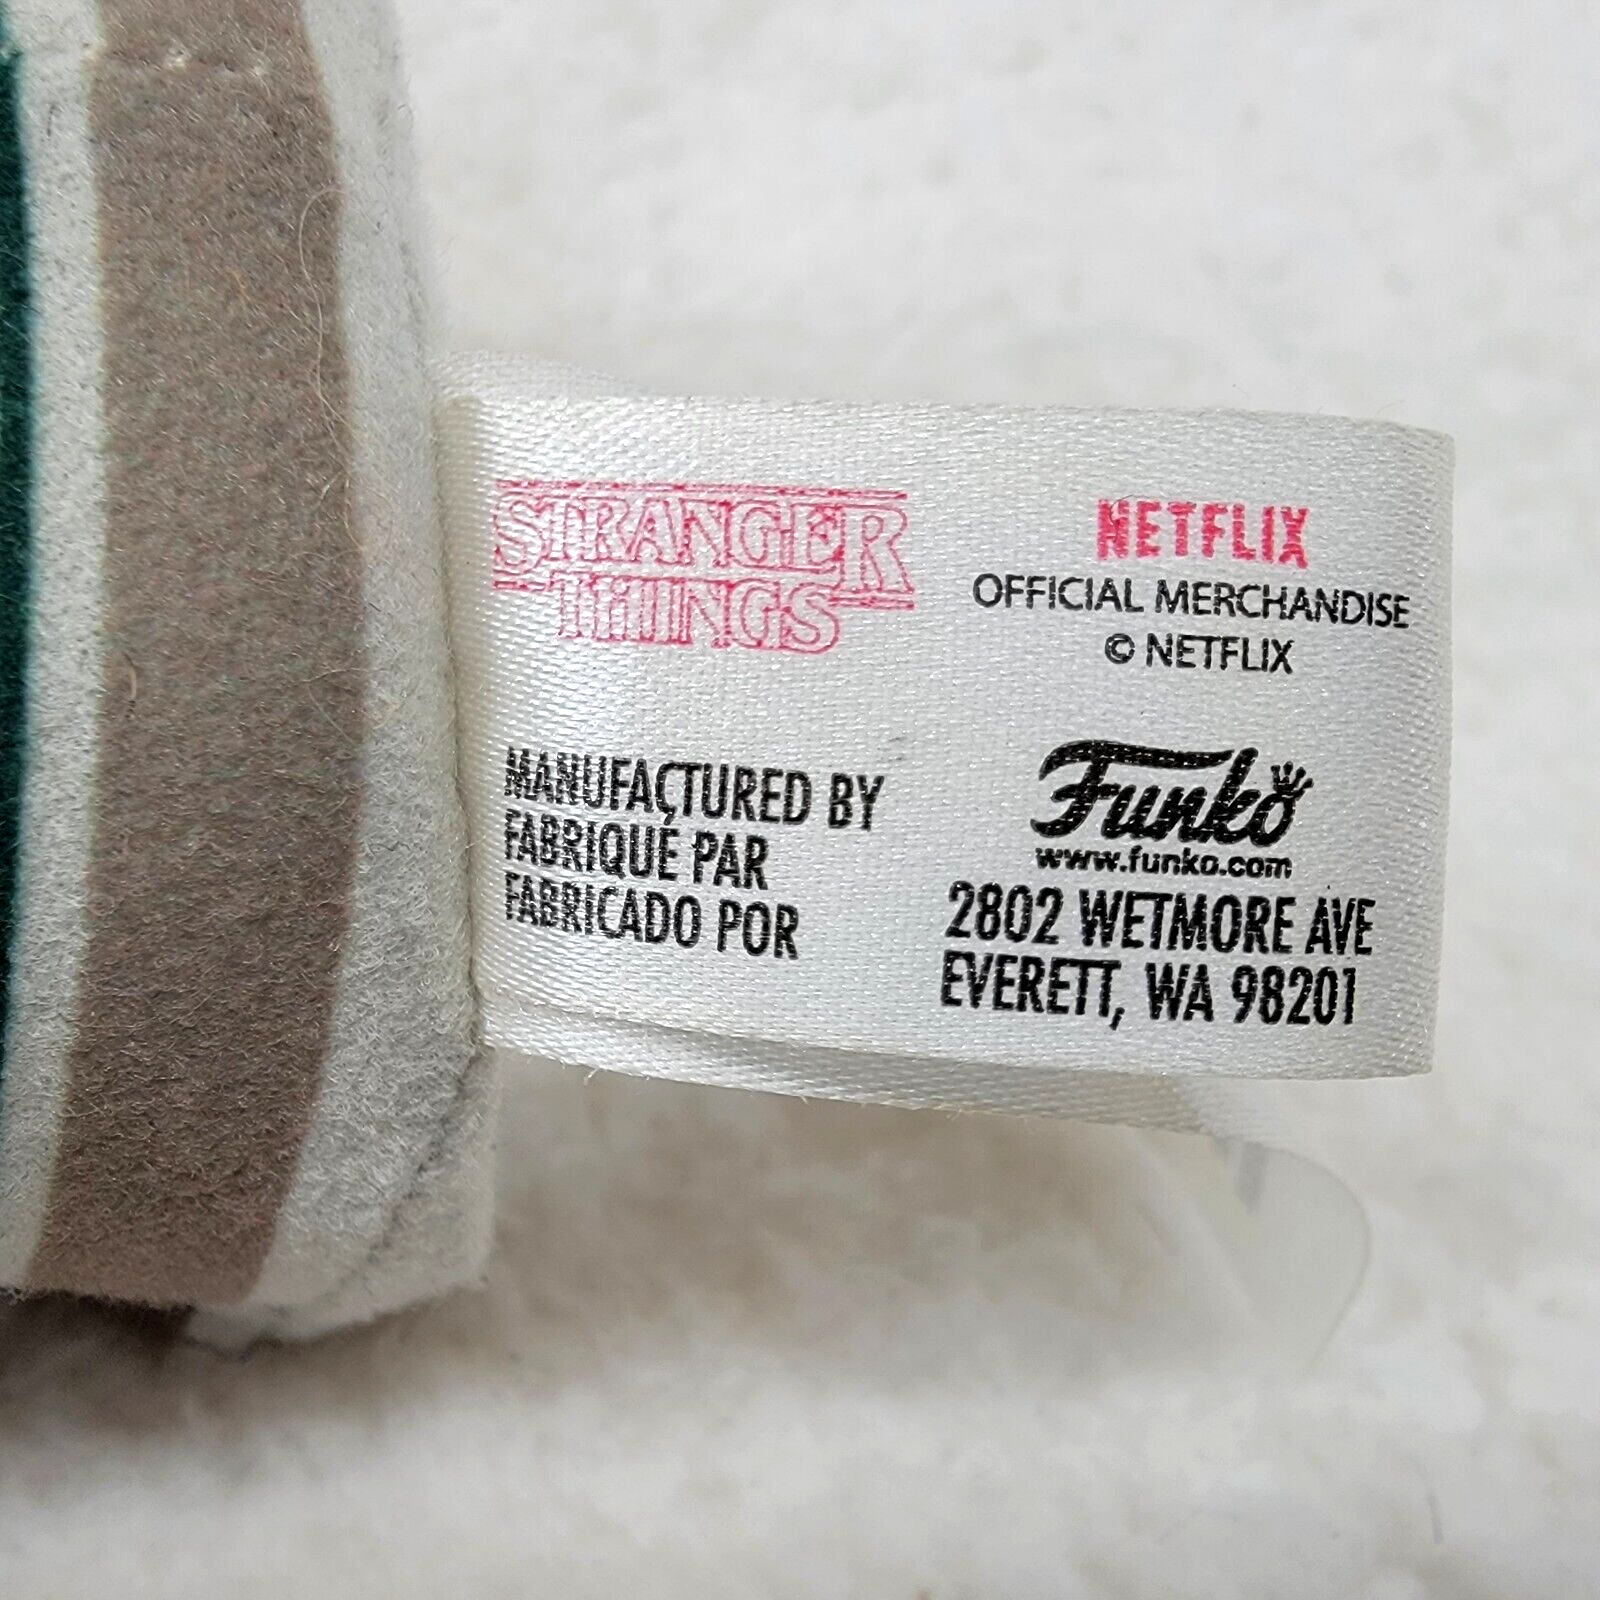 STRANGER
THINGS
NETFLIX
OFFICIAL MERCHANDISE
© NETFLIX
MANUFACTURED BY
FABRIQUÉ PAR
FABRICADO POR
Funko
www.funko.com
2802 WETMORE AVE
EVERETT, WA 98201